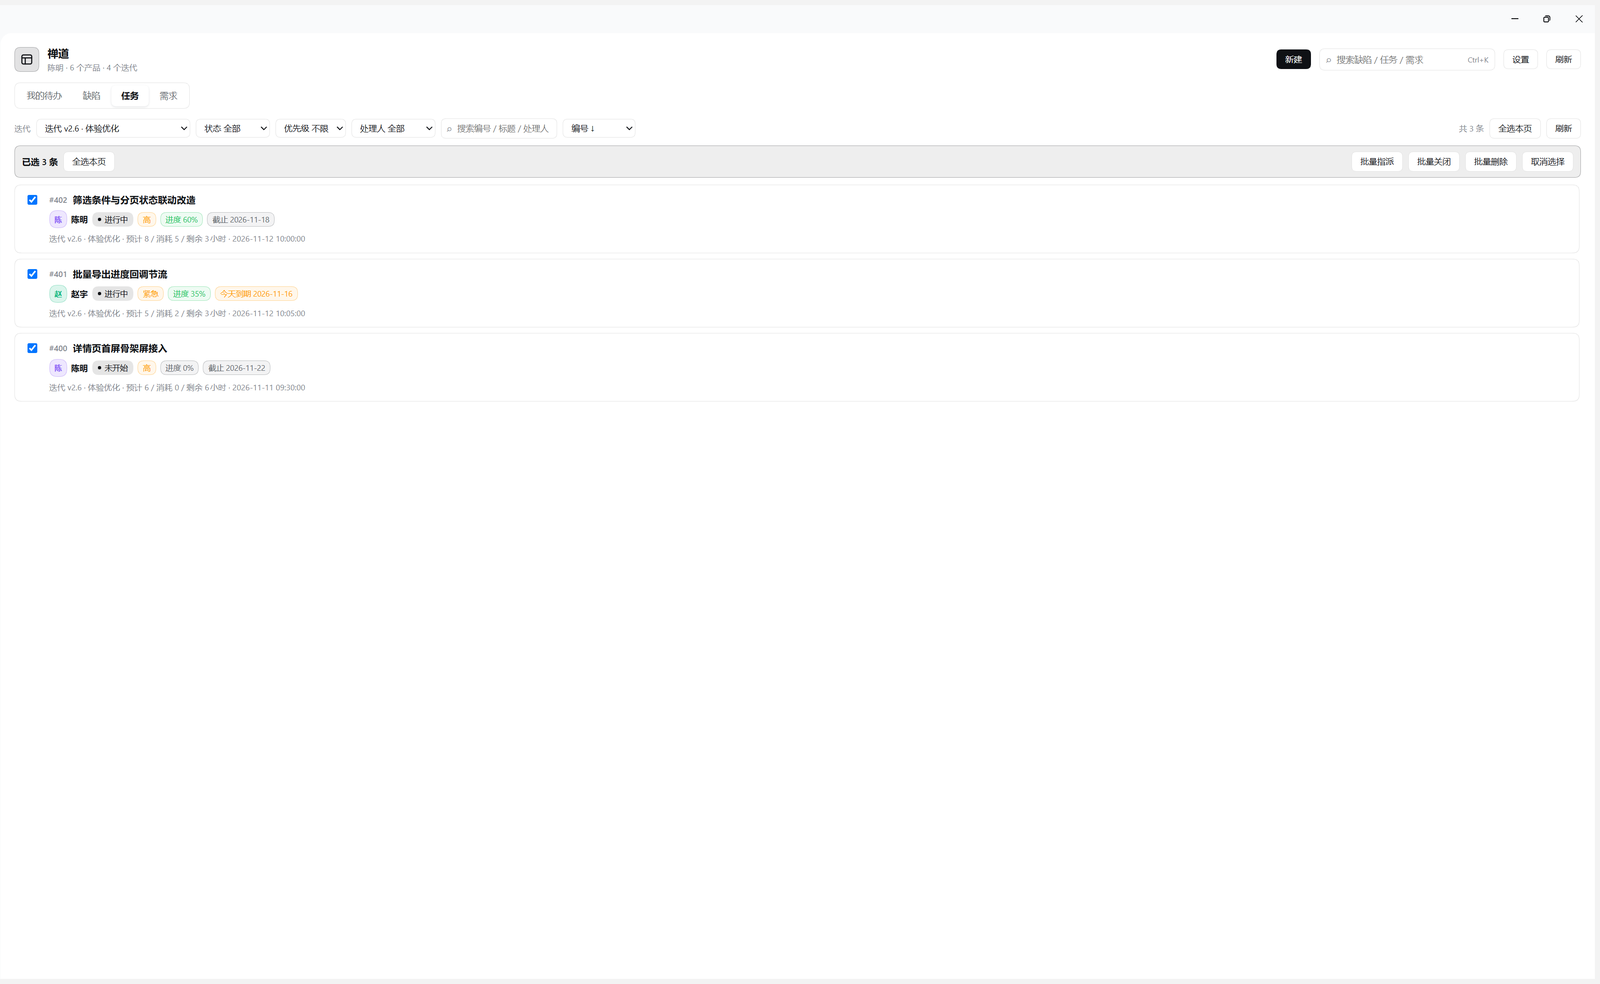 禅道
陈明 · 6 个产品 · 4 个迭代
新建
搜索缺陷 / 任务 / 需求 Ctrl+K
设置
刷新
我的待办 缺陷 任务 需求
迭代 迭代 v2.6 · 体验优化 状态 全部 优先级 不限 处理人 全部 搜索编号 / 标题 / 处理人 编号 ↓ 共 3 条 全选本页 刷新
已选 3 条 全选本页 批量指派 批量关闭 批量删除 取消选择
#402 筛选条件与分页状态联动改造
陈 陈明 • 进行中 高 进度 60% 截止 2026-11-18
迭代 v2.6 · 体验优化 · 预计 8 / 消耗 5 / 剩余 3小时 · 2026-11-12 10:00:00
#401 批量导出进度回调节流
赵 赵宇 • 进行中 紧急 进度 35% 今天到期 2026-11-16
迭代 v2.6 · 体验优化 · 预计 5 / 消耗 2 / 剩余 3小时 · 2026-11-12 10:05:00
#400 详情页首屏骨架屏接入
陈 陈明 • 未开始 高 进度 0% 截止 2026-11-22
迭代 v2.6 · 体验优化 · 预计 6 / 消耗 0 / 剩余 6小时 · 2026-11-11 09:30:00